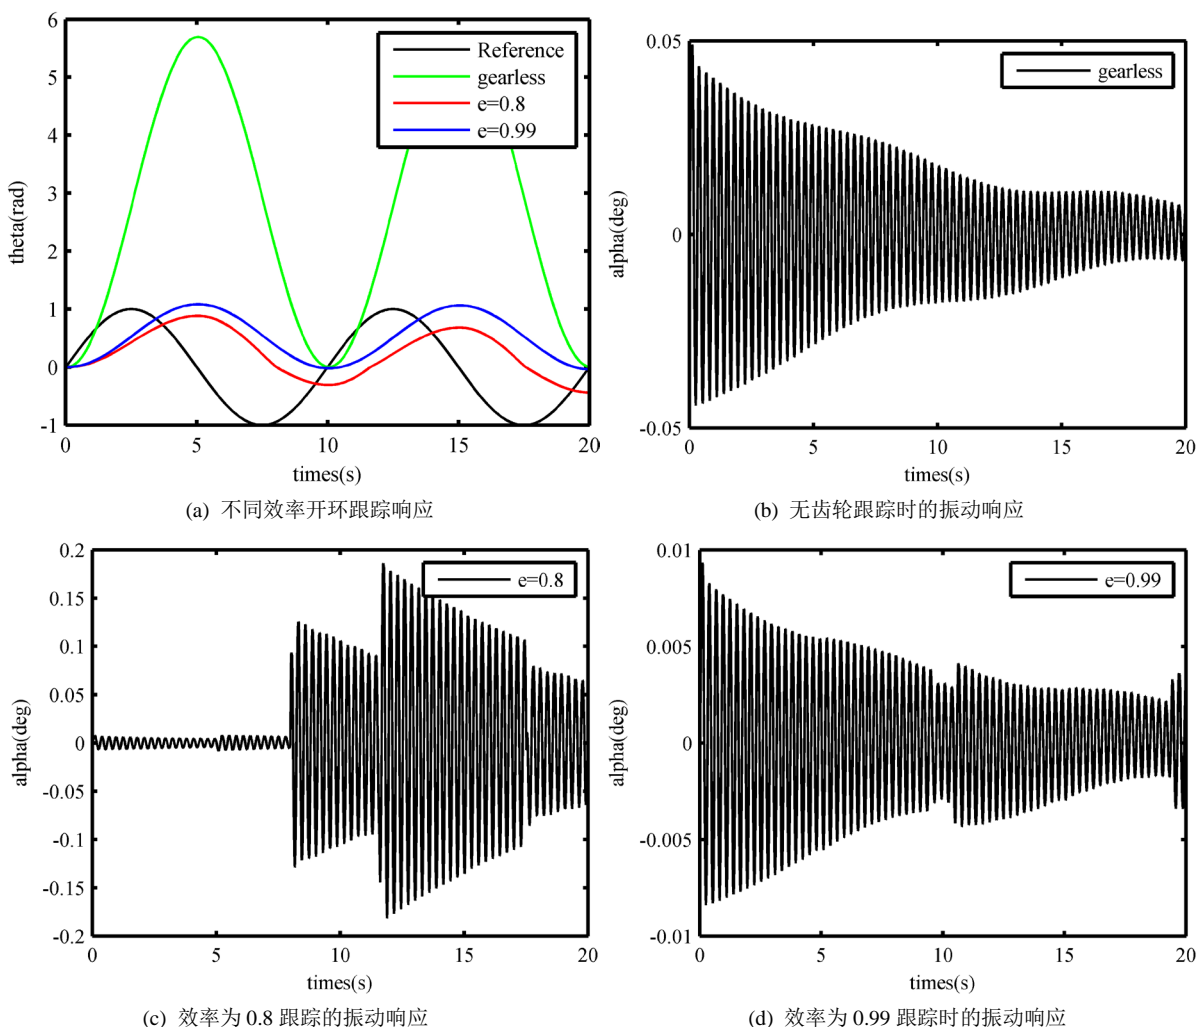 6
5
4
3
2
1
0
-1
theta(rad)
Reference
gearless
e=0.8
e=0.99
0 5 10 15 20
times(s)
(a) 不同效率开环跟踪响应
0.05
0
-0.05
alpha(deg)
gearless
0 5 10 15 20
times(s)
(b) 无齿轮跟踪时的振动响应
0.2
0.15
0.1
0.05
0
-0.05
-0.1
-0.15
-0.2
alpha(deg)
e=0.8
0 5 10 15 20
times(s)
(c) 效率为 0.8 跟踪的振动响应
0.01
0.005
0
-0.005
-0.01
alpha(deg)
e=0.99
0 5 10 15 20
times(s)
(d) 效率为 0.99 跟踪时的振动响应